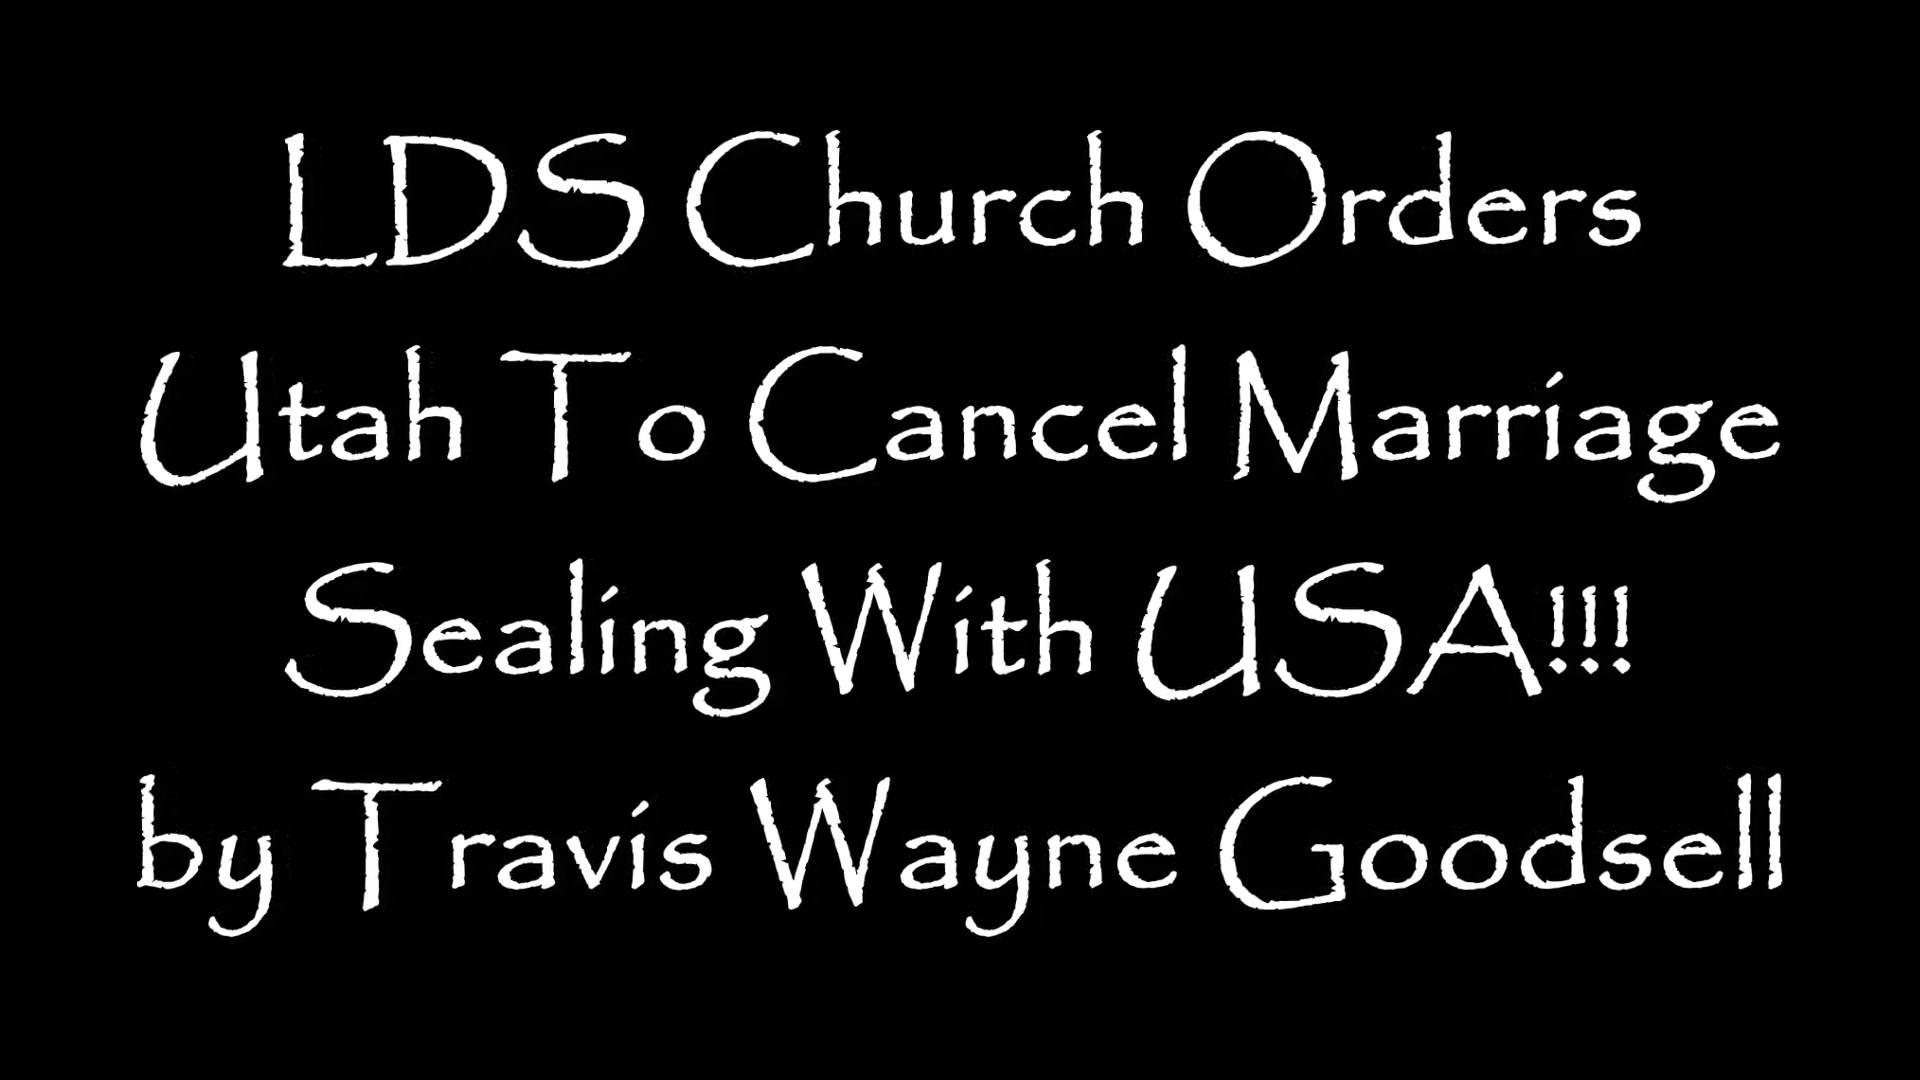 LDS Church Orders
Utah To Cancel Marriage
Sealing With USA!!!
by Travis Wayne Goodsell